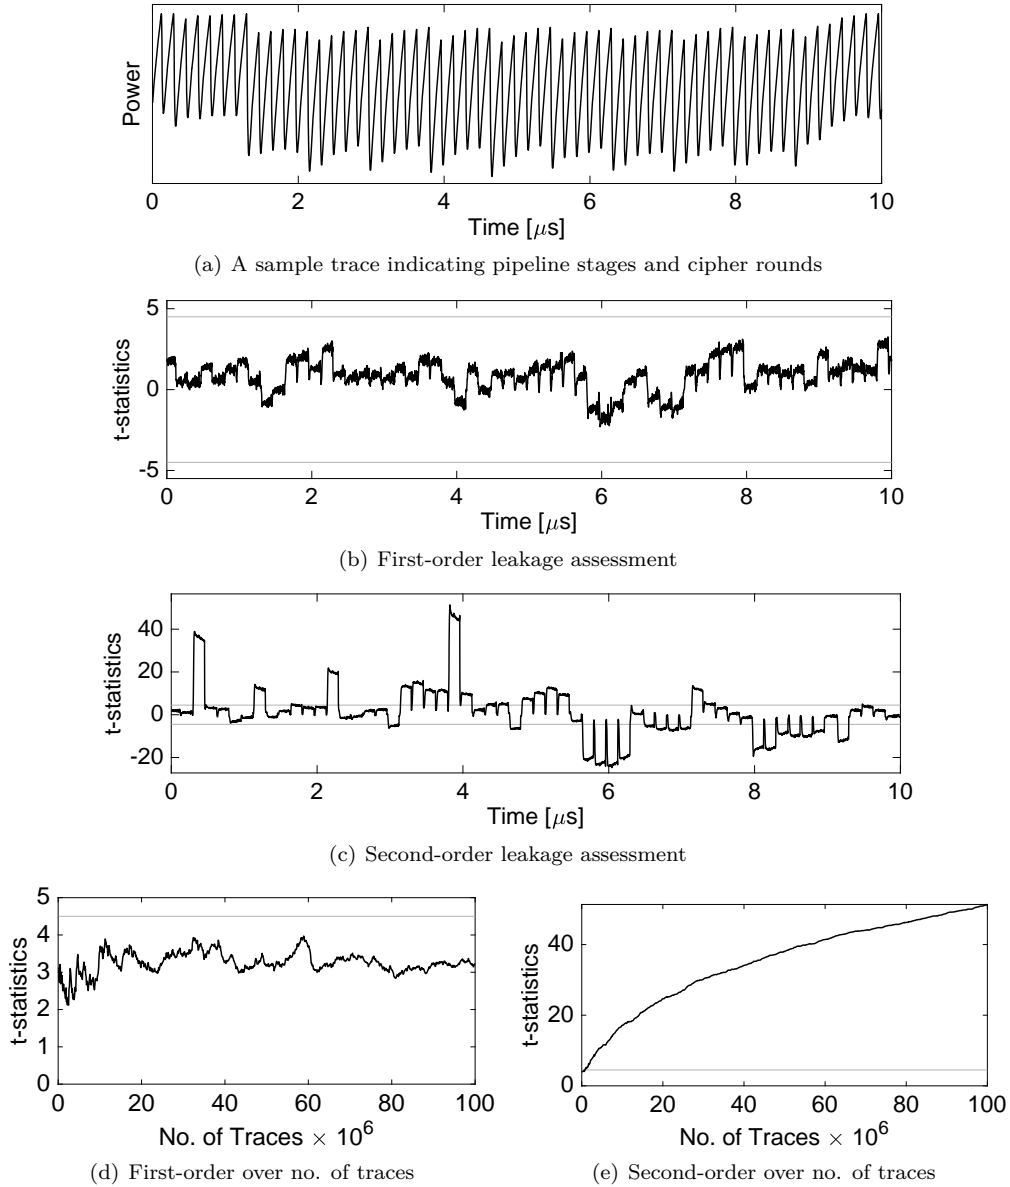 Power
0 2 4 6 8 10
Time [μs]
(a) A sample trace indicating pipeline stages and cipher rounds
t-statistics
5
0
-5
0 2 4 6 8 10
Time [μs]
(b) First-order leakage assessment
t-statistics
40
20
0
-20
0 2 4 6 8 10
Time [μs]
(c) Second-order leakage assessment
t-statistics
5
4
3
2
1
0
0 20 40 60 80 100
No. of Traces × 10⁶
(d) First-order over no. of traces
t-statistics
40
20
0
0 20 40 60 80 100
No. of Traces × 10⁶
(e) Second-order over no. of traces